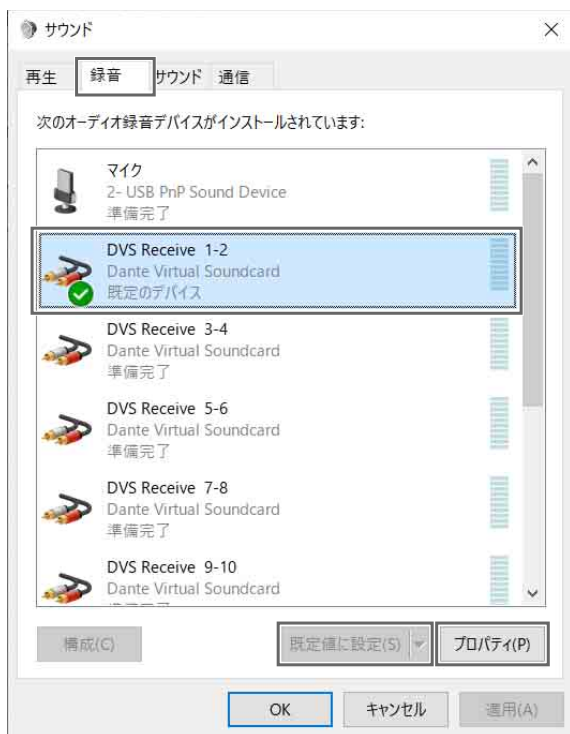 サウンド
再生 録音 サウンド 通信
次のオーディオ録音デバイスがインストールされています:
マイク
2- USB PnP Sound Device
準備完了
DVS Receive 1-2
Dante Virtual Soundcard
既定のデバイス
DVS Receive 3-4
Dante Virtual Soundcard
準備完了
DVS Receive 5-6
Dante Virtual Soundcard
準備完了
DVS Receive 7-8
Dante Virtual Soundcard
準備完了
DVS Receive 9-10
Dante Virtual Soundcard
構成(C) 既定値に設定(S) プロパティ(P)
OK キャンセル 適用(A)